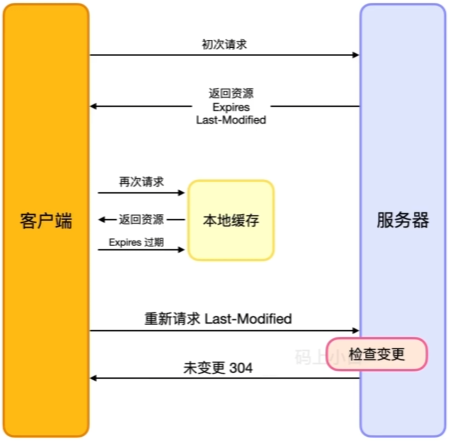 初次请求
返回资源
Expires
Last-Modified
再次请求
客户端
返回资源
本地缓存
服务器
Expires 过期
重新请求 Last-Modified
码上小
检查变更
未变更 304